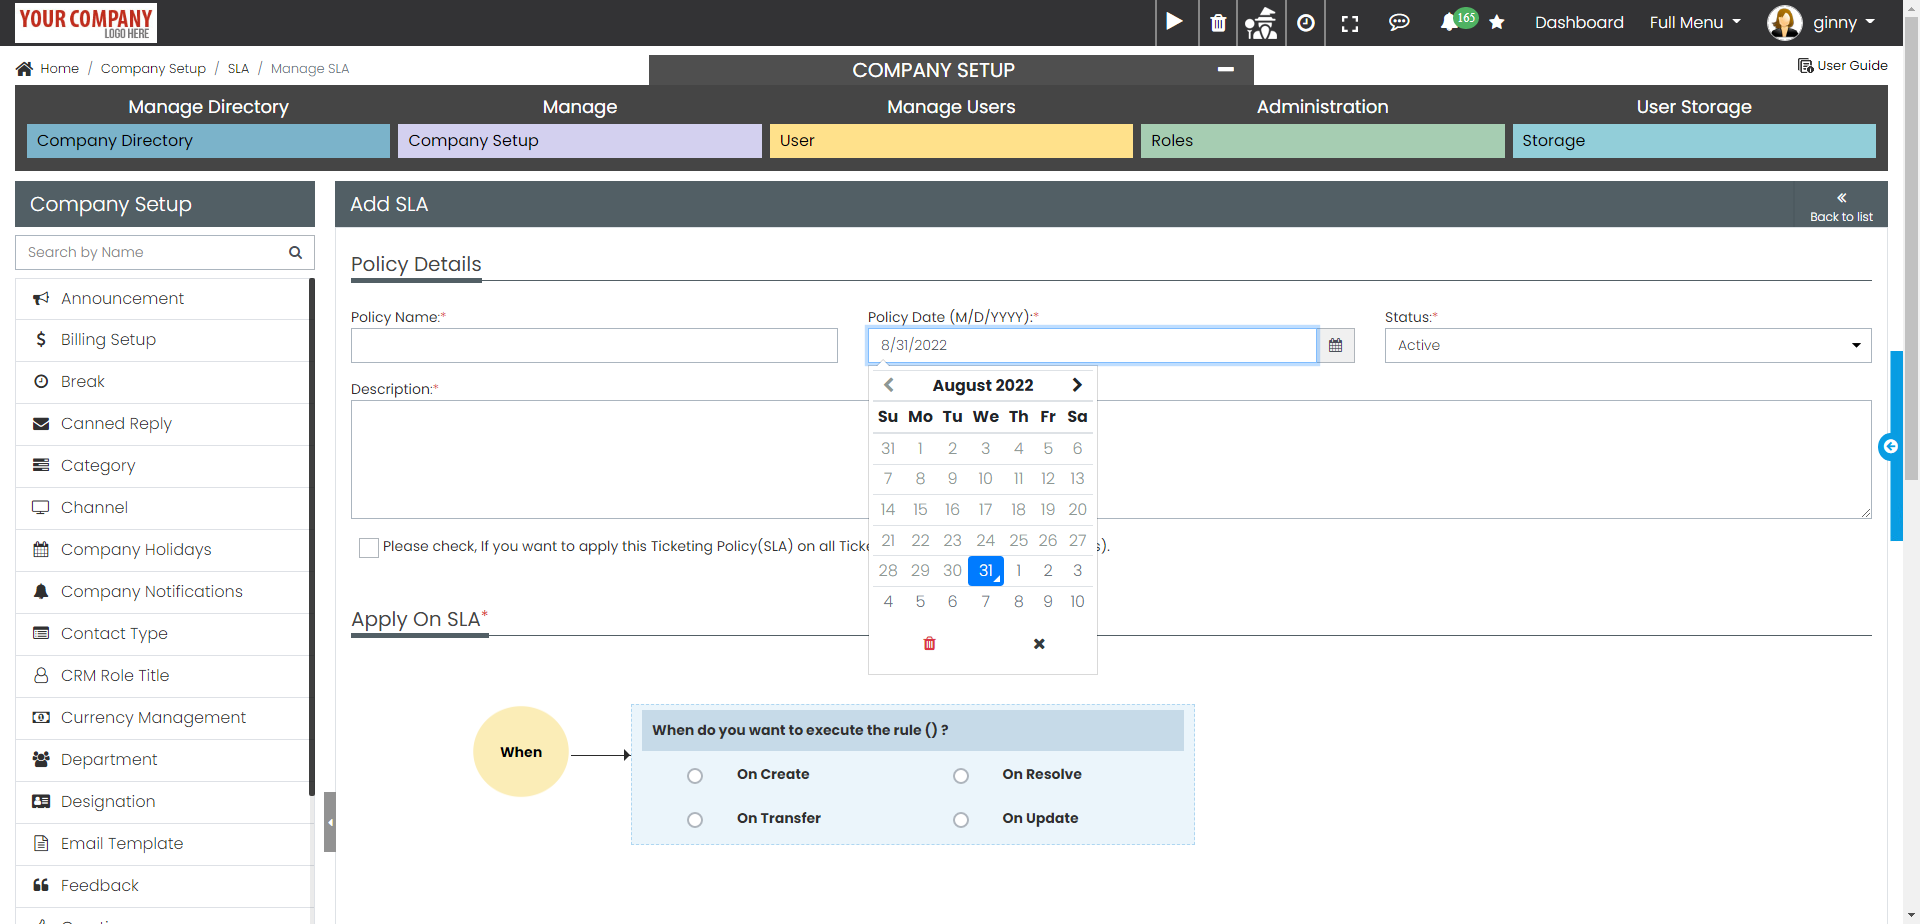 YOUR COMPANY
LOGO HERE
165
Dashboard
Full Menu
ginny
Home / Company Setup / SLA / Manage SLA
COMPANY SETUP
User Guide
Manage Directory
Manage
Manage Users
Administration
User Storage
Company Directory
Company Setup
User
Roles
Storage
Company Setup
Search by Name
Announcement
Billing Setup
Break
Canned Reply
Category
Channel
Company Holidays
Company Notifications
Contact Type
CRM Role Title
Currency Management
Department
Designation
Email Template
Feedback
Add SLA
Back to list
Policy Details
Policy Name:*
Policy Date (M/D/YYYY):*
Status:*
8/31/2022
Active
Description:*
August 2022
Su Mo Tu We Th Fr Sa
31 1 2 3 4 5 6
7 8 9 10 11 12 13
14 15 16 17 18 19 20
21 22 23 24 25 26 27
28 29 30 31 1 2 3
4 5 6 7 8 9 10
Please check, If you want to apply this Ticketing Policy(SLA) on all Ticke s).
Apply On SLA*
When
When do you want to execute the rule () ?
On Create
On Resolve
On Transfer
On Update